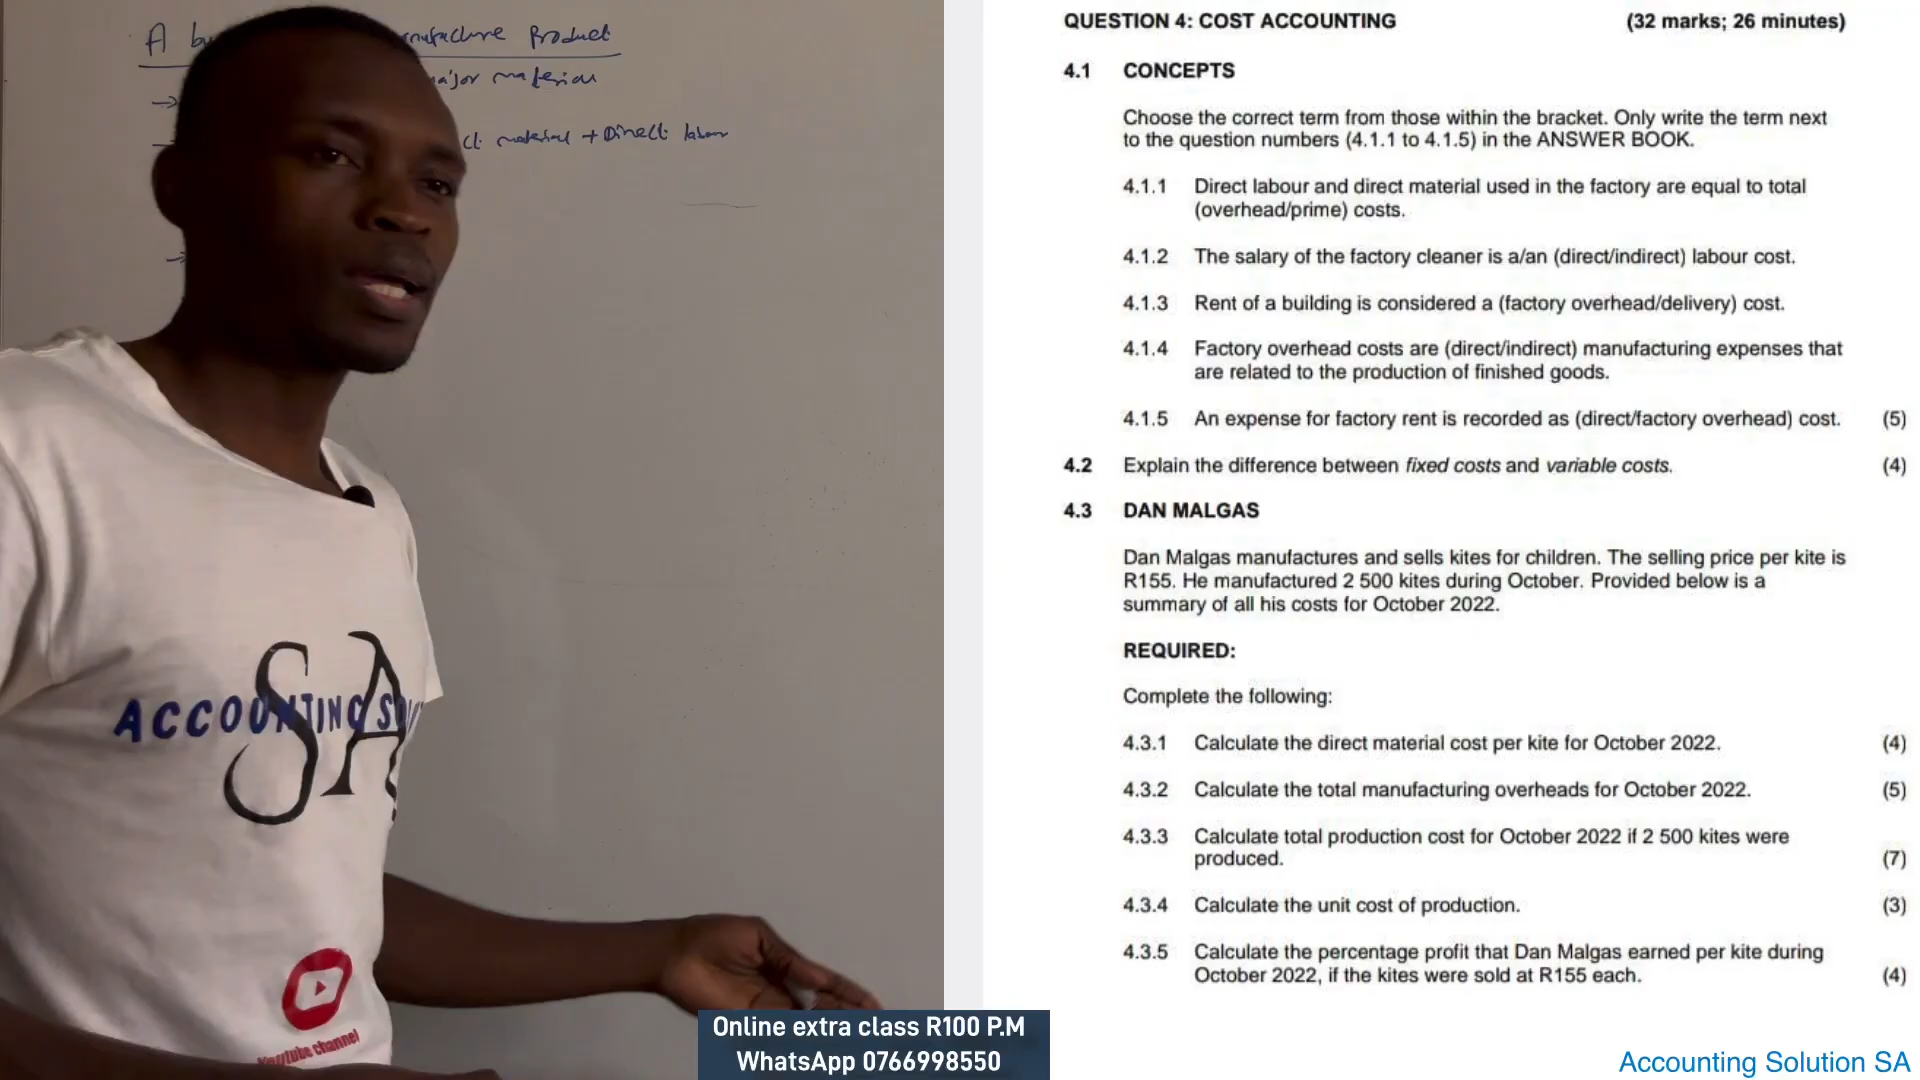 A
manufacture Product
major material
material + Direct labour
ACCOUNTING SOL
SA
Youtube channel
Online extra class R100 P.M
WhatsApp 0766998550
QUESTION 4: COST ACCOUNTING (32 marks; 26 minutes)
4.1 CONCEPTS
Choose the correct term from those within the bracket. Only write the term next
to the question numbers (4.1.1 to 4.1.5) in the ANSWER BOOK.
4.1.1 Direct labour and direct material used in the factory are equal to total
(overhead/prime) costs.
4.1.2 The salary of the factory cleaner is a/an (direct/indirect) labour cost.
4.1.3 Rent of a building is considered a (factory overhead/delivery) cost.
4.1.4 Factory overhead costs are (direct/indirect) manufacturing expenses that
are related to the production of finished goods.
4.1.5 An expense for factory rent is recorded as (direct/factory overhead) cost. (5)
4.2 Explain the difference between fixed costs and variable costs. (4)
4.3 DAN MALGAS
Dan Malgas manufactures and sells kites for children. The selling price per kite is
R155. He manufactured 2 500 kites during October. Provided below is a
summary of all his costs for October 2022.
REQUIRED:
Complete the following:
4.3.1 Calculate the direct material cost per kite for October 2022. (4)
4.3.2 Calculate the total manufacturing overheads for October 2022. (5)
4.3.3 Calculate total production cost for October 2022 if 2 500 kites were
produced. (7)
4.3.4 Calculate the unit cost of production. (3)
4.3.5 Calculate the percentage profit that Dan Malgas earned per kite during
October 2022, if the kites were sold at R155 each. (4)
Accounting Solution SA